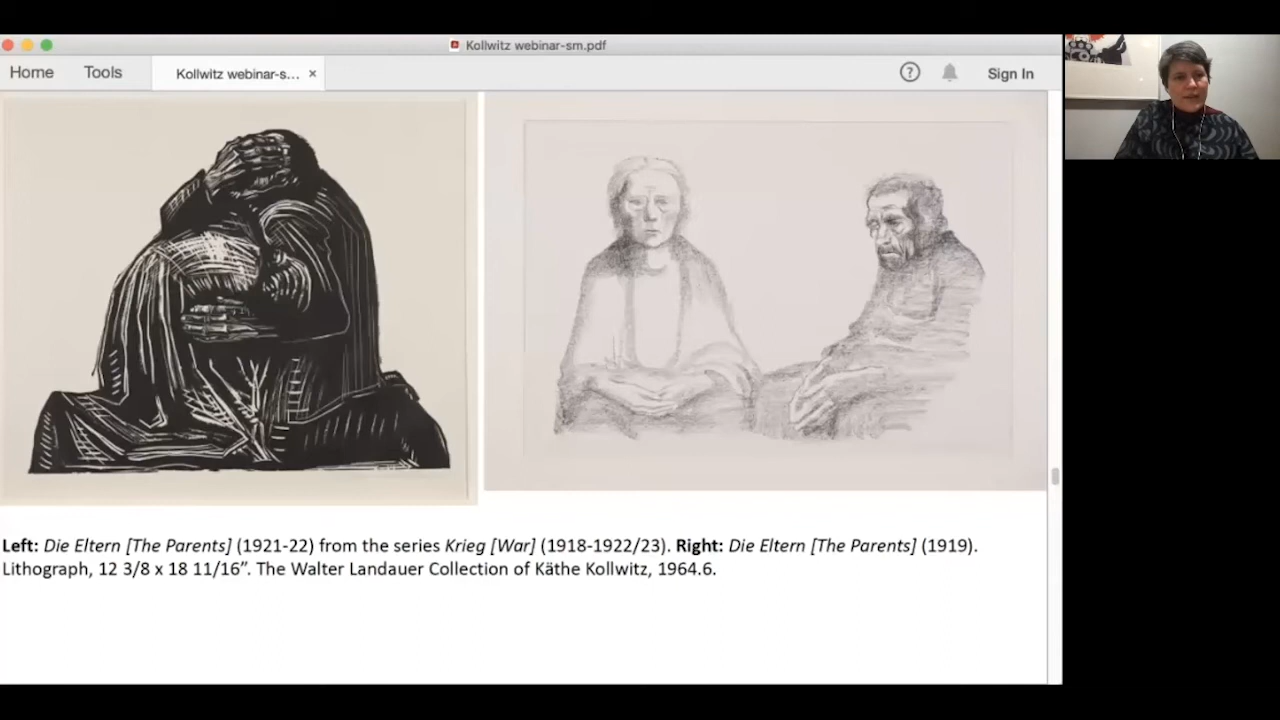 Kollwitz webinar-sm.pdf
Home Tools Kollwitz webinar-s... × ? Sign In
Left: Die Eltern [The Parents] (1921-22) from the series Krieg [War] (1918-1922/23). Right: Die Eltern [The Parents] (1919).
Lithograph, 12 3/8 x 18 11/16”. The Walter Landauer Collection of Käthe Kollwitz, 1964.6.